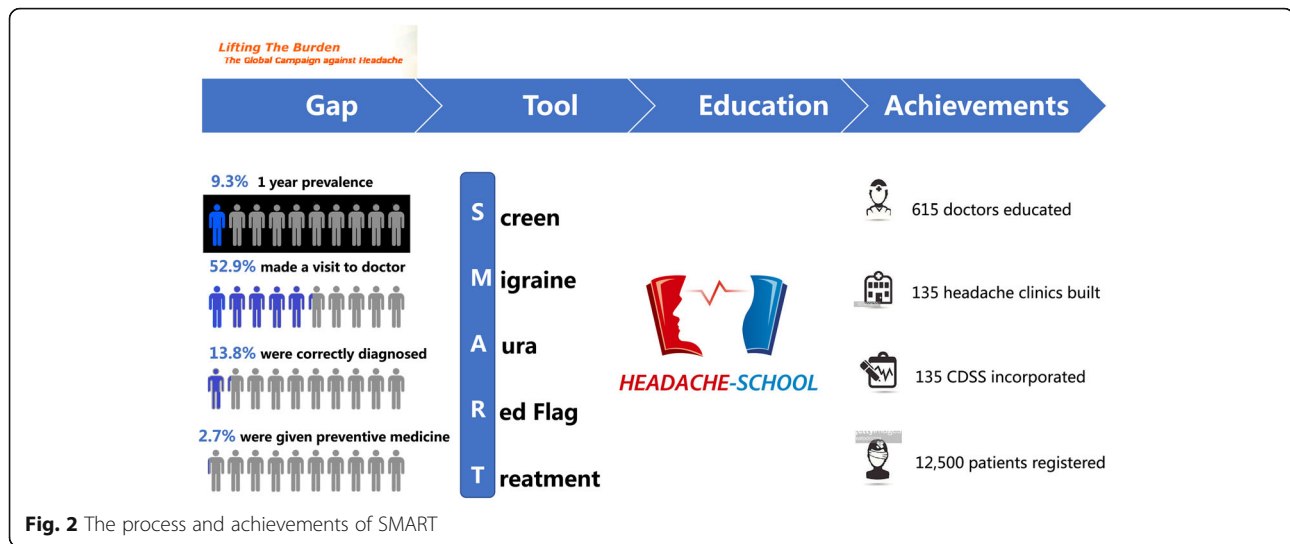 Lifting The Burden
The Global Campaign against Headache
Gap
Tool
Education
Achievements
9.3% 1 year prevalence
52.9% made a visit to doctor
13.8% were correctly diagnosed
2.7% were given preventive medicine
S creen
M igraine
A ura
R ed Flag
T reatment
HEADACHE-SCHOOL
615 doctors educated
135 headache clinics built
135 CDSS incorporated
12,500 patients registered
Fig. 2 The process and achievements of SMART